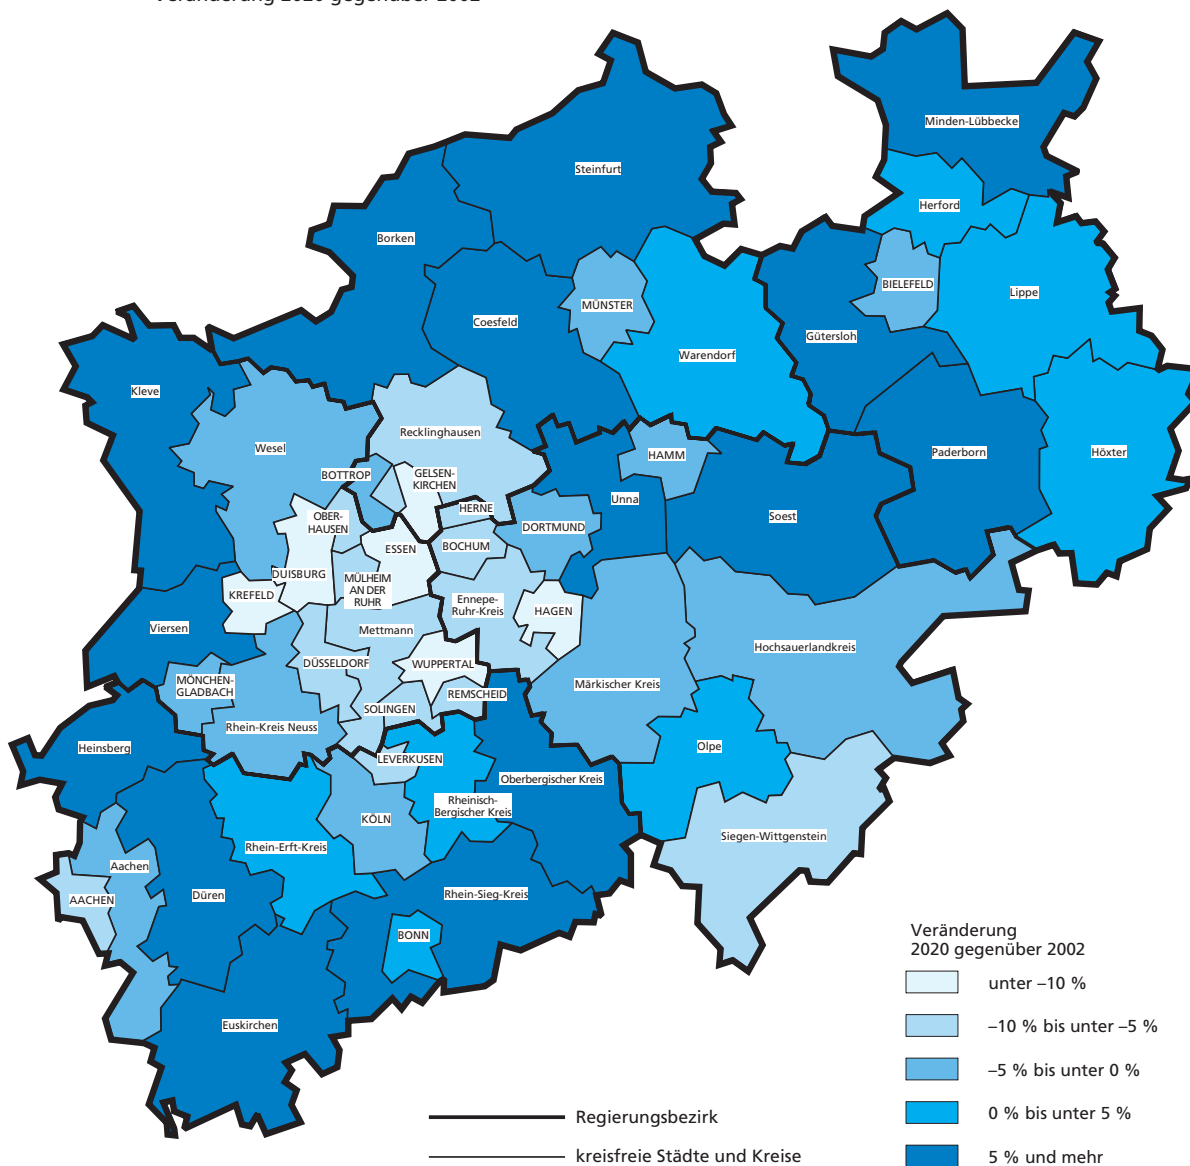 Veränderung 2020 gegenüber 2002
Minden-Lübbecke
Steinfurt
Herford
Borken
BIELEFELD
Lippe
MÜNSTER
Coesfeld
Gütersloh
Warendorf
Kleve
Recklinghausen
Wesel
HAMM
Paderborn
Höxter
BOTTROP
GELSEN-
KIRCHEN
Unna
HERNE
Soest
OBER-
HAUSEN
DORTMUND
ESSEN
BOCHUM
DUISBURG
MÜLHEIM
AN DER
RUHR
KREFELD
Ennepe-
Ruhr-Kreis
HAGEN
Viersen
Mettmann
Hochsauerlandkreis
DÜSSELDORF
WUPPERTAL
MÖNCHEN-
GLADBACH
Märkischer Kreis
REMSCHEID
SOLINGEN
Rhein-Kreis Neuss
Heinsberg
Olpe
LEVERKUSEN
Oberbergischer Kreis
Rheinisch-
Bergischer Kreis
KÖLN
Siegen-Wittgenstein
Rhein-Erft-Kreis
Aachen
Düren
Rhein-Sieg-Kreis
AACHEN
BONN
Euskirchen
Veränderung
2020 gegenüber 2002
unter –10 %
–10 % bis unter –5 %
–5 % bis unter 0 %
0 % bis unter 5 %
5 % und mehr
Regierungsbezirk
kreisfreie Städte und Kreise